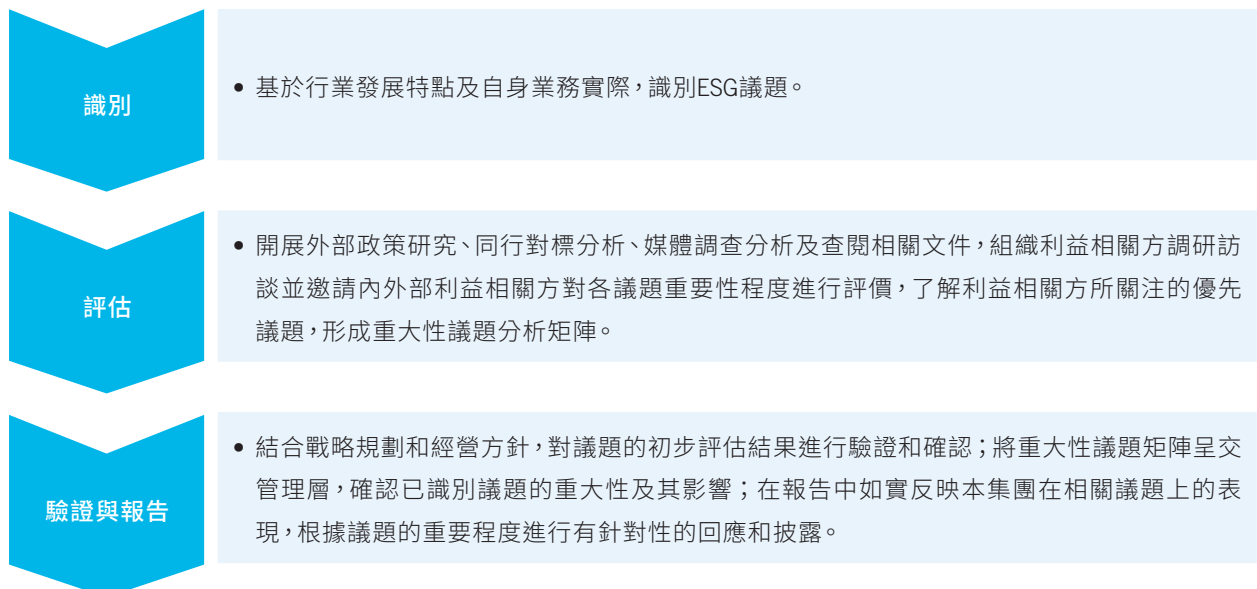 識別
• 基於行業發展特點及自身業務實際，識別ESG議題。
評估
• 開展外部政策研究、同行對標分析、媒體調查分析及查閱相關文件，組織利益相關方調研訪
談並邀請內外部利益相關方對各議題重要性程度進行評價，了解利益相關方所關注的優先
議題，形成重大性議題分析矩陣。
驗證與報告
• 結合戰略規劃和經營方針，對議題的初步評估結果進行驗證和確認；將重大性議題矩陣呈交
管理層，確認已識別議題的重大性及其影響；在報告中如實反映本集團在相關議題上的表
現，根據議題的重要程度進行有針對性的回應和披露。